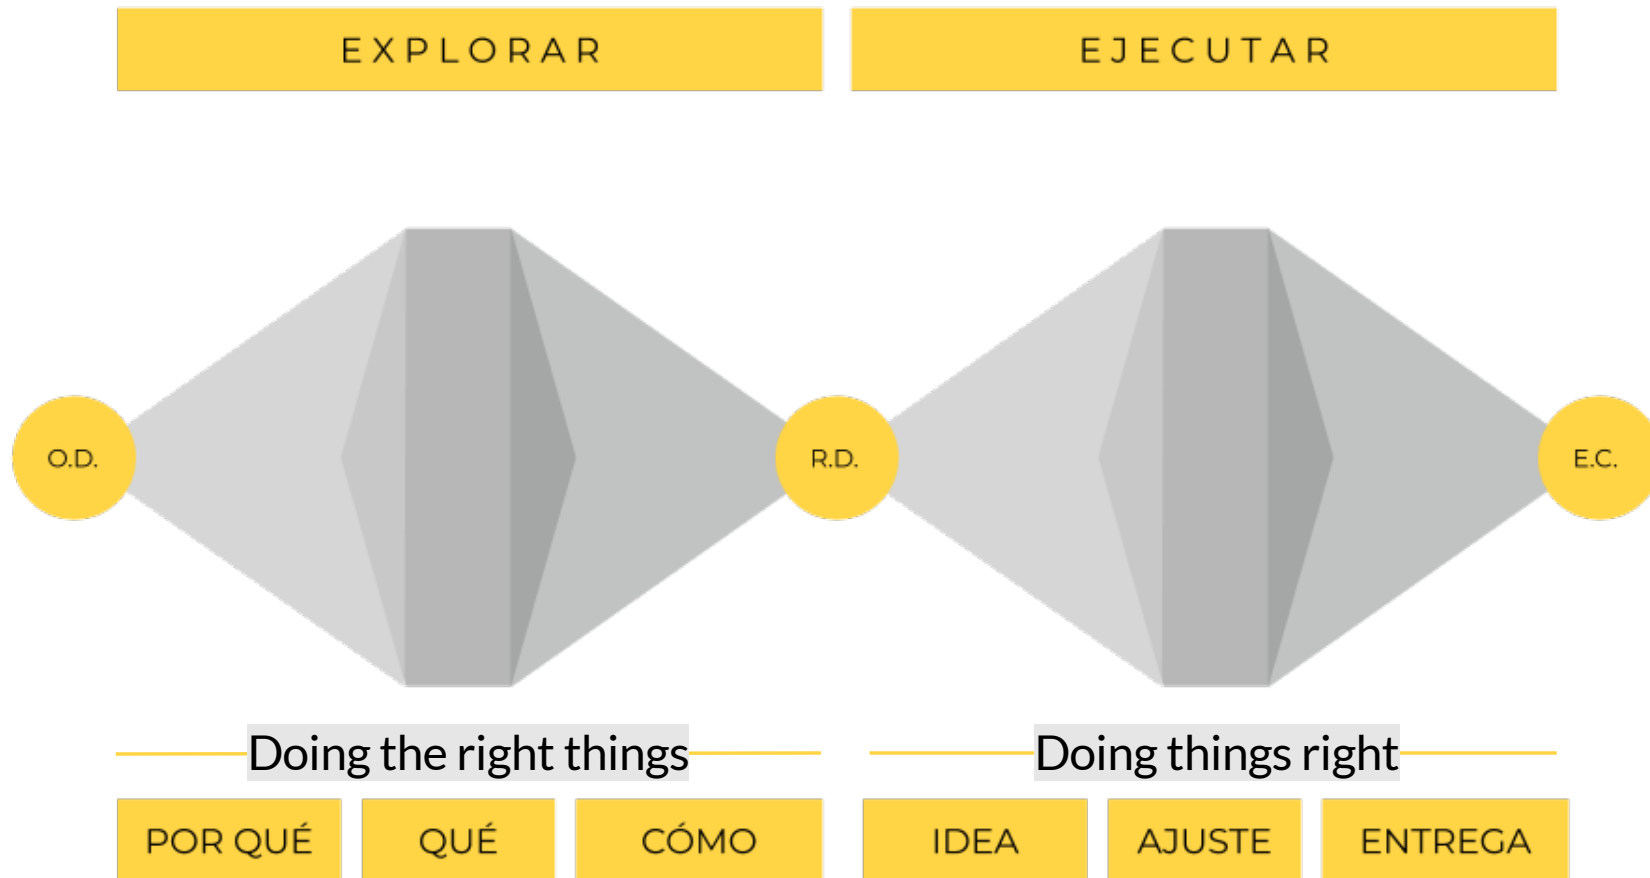 EXPLORAR
EJECUTAR
O.D.
R.D.
E.C.
Doing the right things
Doing things right
POR QUÉ
QUÉ
CÓMO
IDEA
AJUSTE
ENTREGA